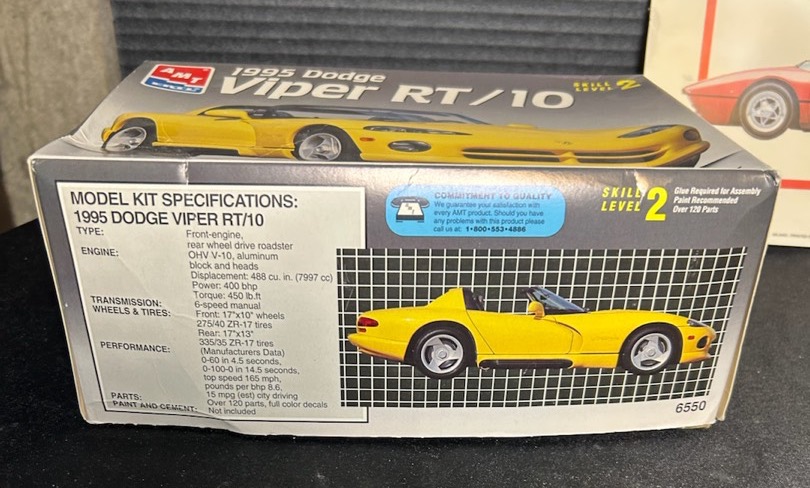 AMT
ERTL
1995 Dodge
Viper RT/10
SKILL
LEVEL 2
MODEL KIT SPECIFICATIONS:
1995 DODGE VIPER RT/10
TYPE: Front-engine,
rear wheel drive roadster
ENGINE: OHV V-10, aluminum
block and heads
Displacement: 488 cu. in. (7997 cc)
Power: 400 bhp
Torque: 450 lb.ft
TRANSMISSION: 6-speed manual
WHEELS & TIRES: Front: 17"x10" wheels
275/40 ZR-17 tires
Rear: 17"x13"
335/35 ZR-17 tires
PERFORMANCE: (Manufacturers Data)
0-60 in 4.5 seconds,
0-100-0 in 14.5 seconds,
top speed 165 mph,
pounds per bhp 8.6,
15 mpg (est) city driving
PARTS: Over 120 parts, full color decals
PAINT AND CEMENT: Not included
COMMITMENT TO QUALITY
We guarantee your satisfaction with
every AMT product. Should you have
any problems with this product please
call us at: 1•800•553•4886
SKILL
LEVEL 2
Glue Required for Assembly
Paint Recommended
Over 120 Parts
6550